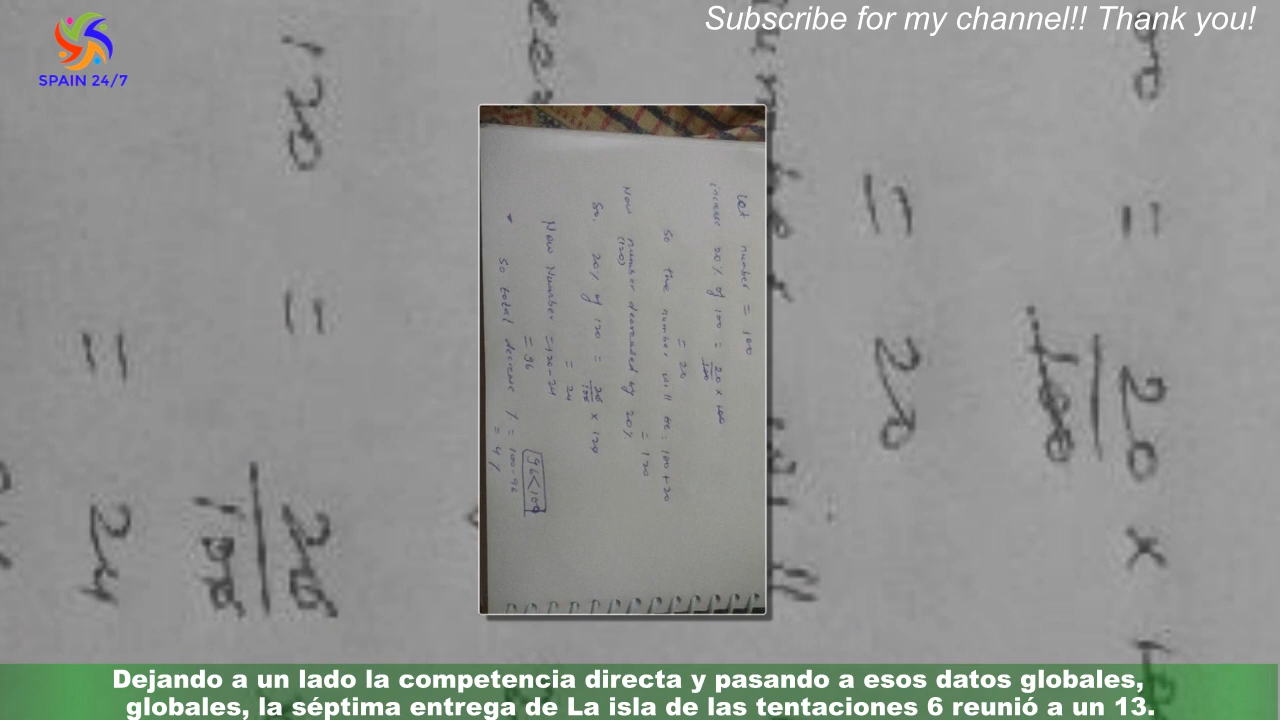 Subscribe for my channel!! Thank you!
SPAIN 24/7
Let number = 100
increase 20% of 100 = 20/100 x 100
= 20
So the number will be = 100 + 20
= 120
Now number decreased by 20%
(120)
So, 20% of 120 = 20/100 x 120
= 24
Now Number = 120 - 24
= 96
96 < 100
So total decrease % = 100 - 96
= 4%
Dejando a un lado la competencia directa y pasando a esos datos globales,
globales, la séptima entrega de La isla de las tentaciones 6 reunió a un 13.